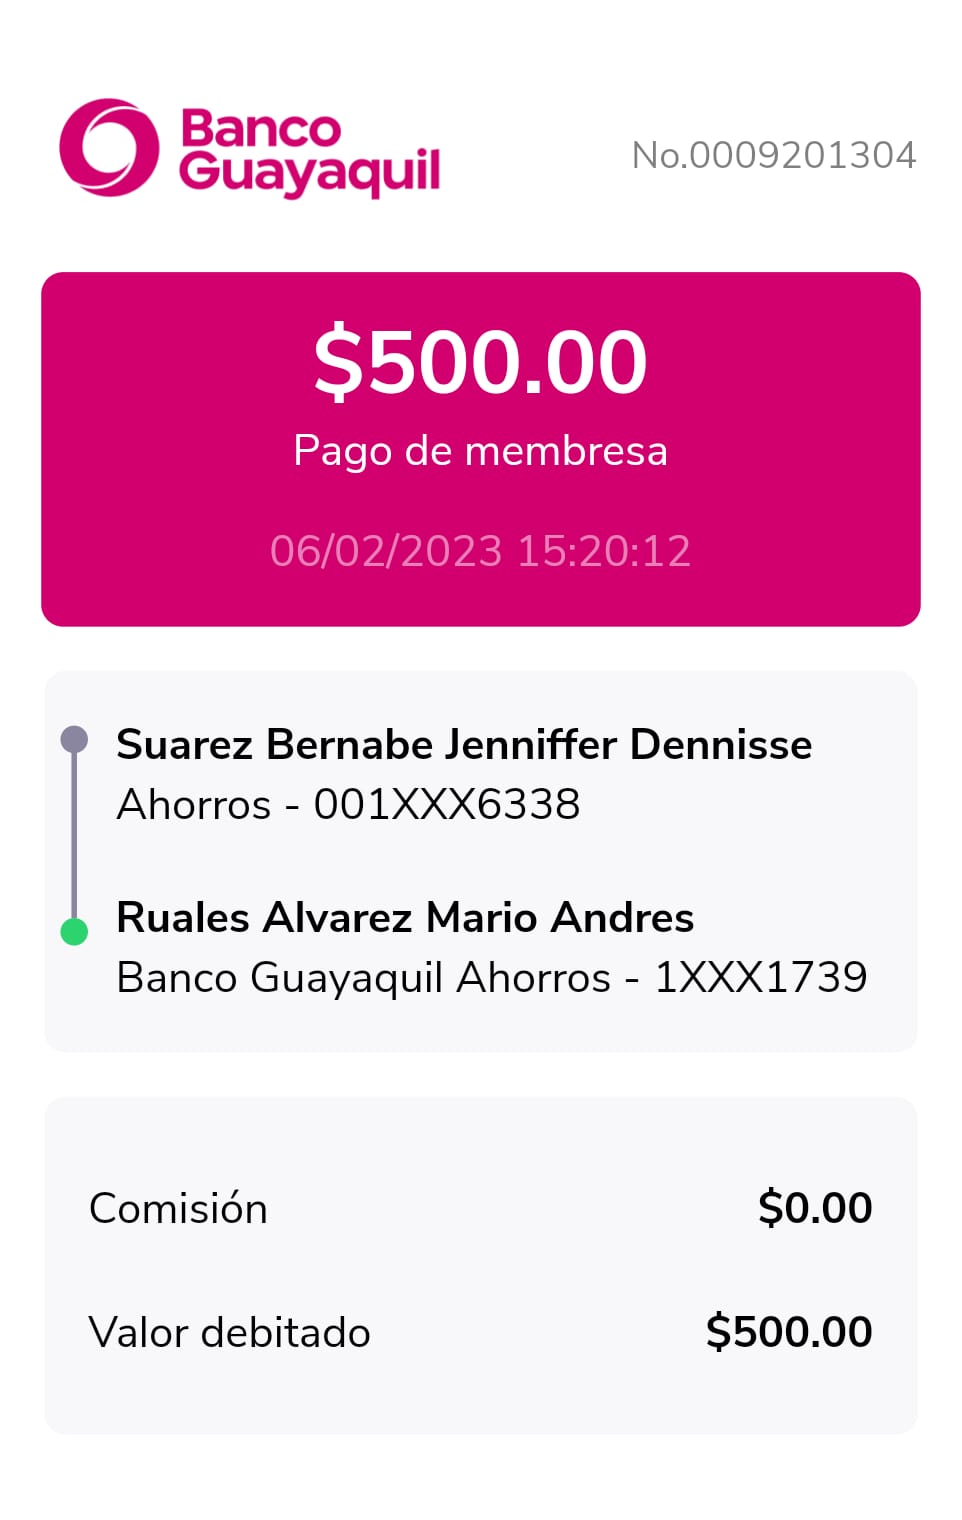 Banco
Guayaquil
No.0009201304
$500.00
Pago de membresa
06/02/2023 15:20:12
Suarez Bernabe Jenniffer Dennisse
Ahorros - 001XXX6338
Ruales Alvarez Mario Andres
Banco Guayaquil Ahorros - 1XXX1739
Comisión $0.00
Valor debitado $500.00